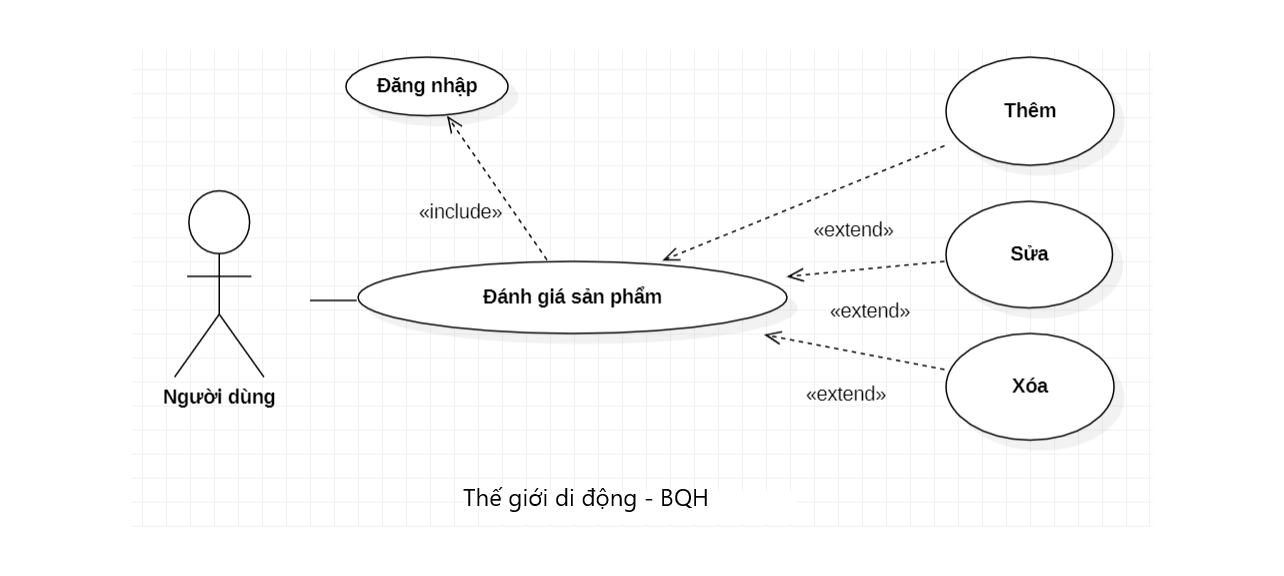 Đăng nhập
Thêm
«include»
«extend»
Sửa
Đánh giá sản phẩm
«extend»
Xóa
«extend»
Người dùng
Thế giới di động - BQH